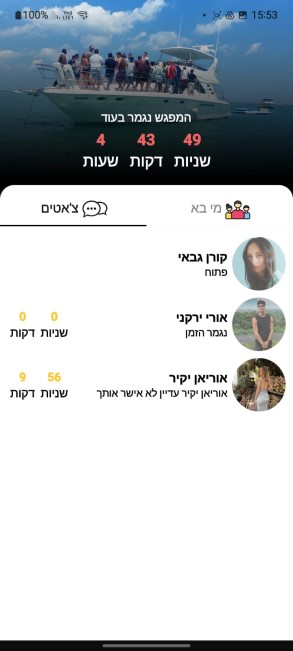 100% 15:53
המפגש נגמר בעוד
49 43 4
שניות דקות שעות
מי בא
צ'אטים
קורן גבאי
פתוח
אורי ירקני
נגמר הזמן
0 0
שניות דקות
אוריאן יקיר
אוריאן יקיר עדיין לא אישר אותך
56 9
שניות דקות